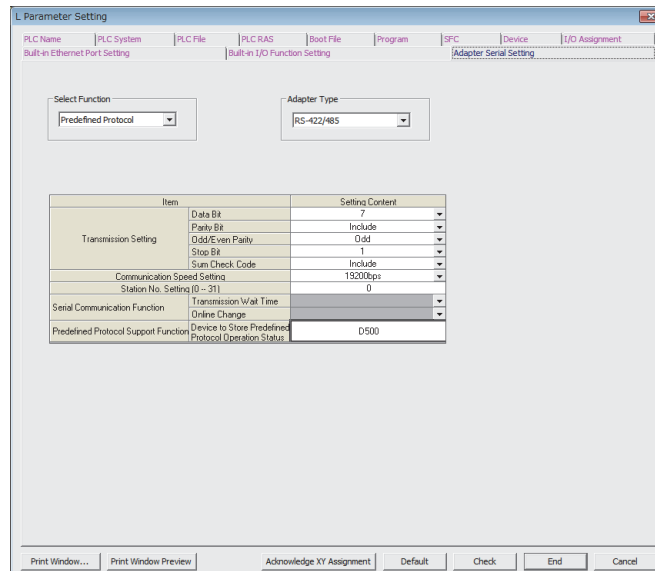 L Parameter Setting
PLC Name PLC System PLC File PLC RAS Boot File Program SFC Device I/O Assignment
Built-in Ethernet Port Setting Built-in I/O Function Setting Adapter Serial Setting
Select Function Adapter Type
Predefined Protocol RS-422/485
Item Setting Content
Transmission Setting Data Bit 7
Parity Bit Include
Odd/Even Parity Odd
Stop Bit 1
Sum Check Code Include
Communication Speed Setting 19200bps
Station No. Setting (0 -- 31) 0
Serial Communication Function Transmission Wait Time
Online Change
Predefined Protocol Support Function Device to Store Predefined
Protocol Operation Status D500
Print Window... Print Window Preview Acknowledge XY Assignment Default Check End Cancel